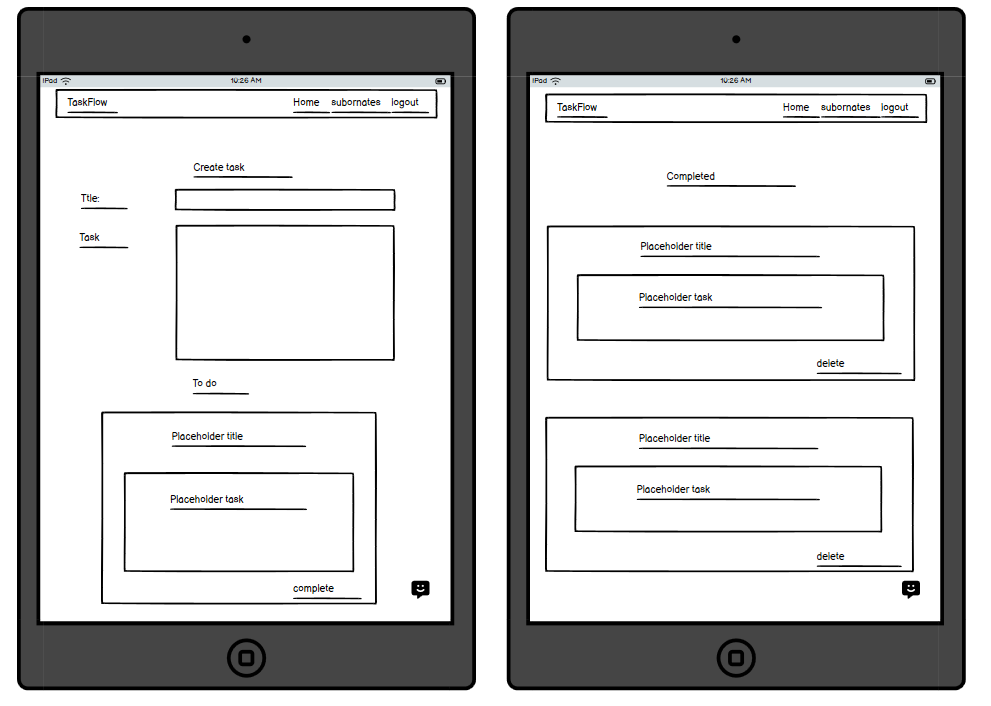 iPad 10:26 AM
TaskFlow Home subornates logout
Create task
Ttle:
Task
To do
Placeholder title
Placeholder task
complete
iPad 10:26 AM
TaskFlow Home subornates logout
Completed
Placeholder title
Placeholder task
delete
Placeholder title
Placeholder task
delete